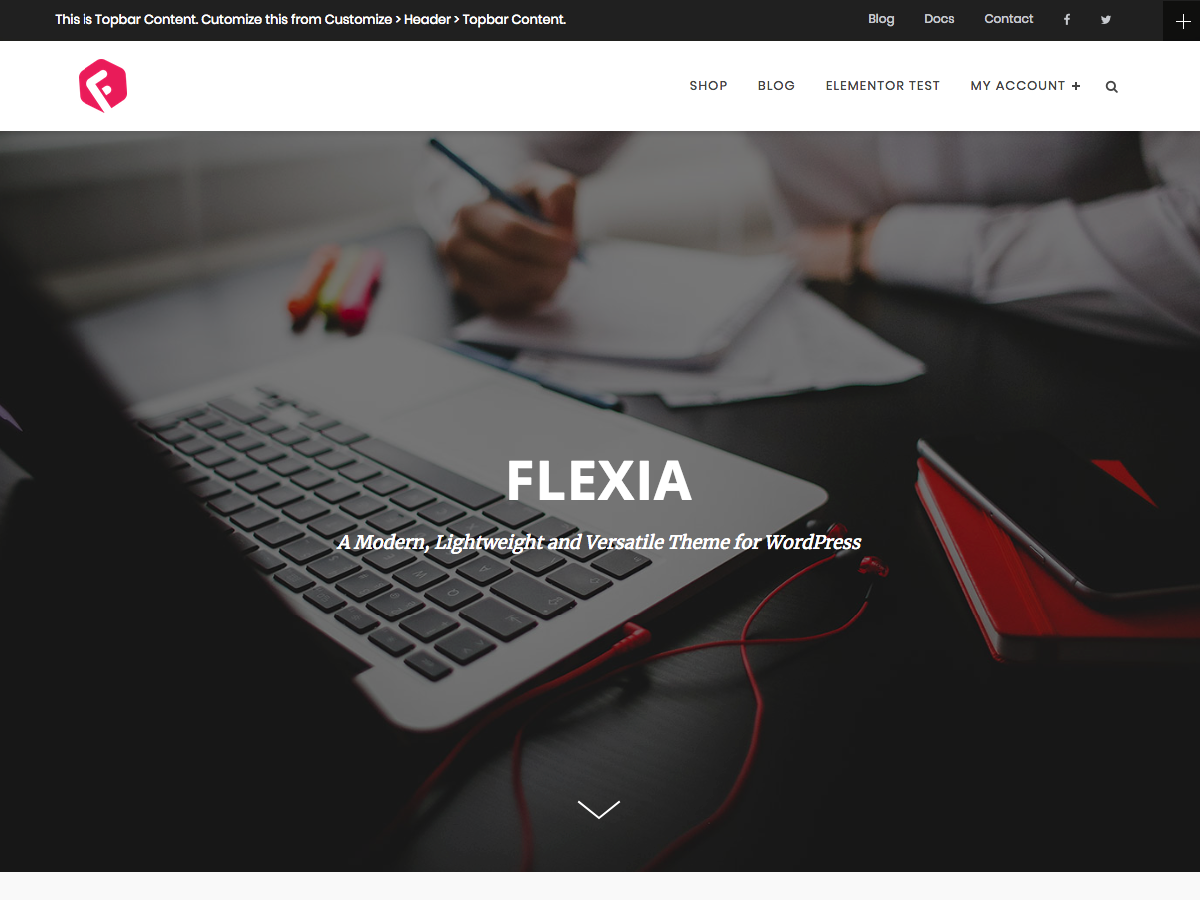 This is Topbar Content. Cutomize this from Customize > Header > Topbar Content.
Blog Docs Contact
SHOP BLOG ELEMENTOR TEST MY ACCOUNT +
FLEXIA
A Modern, Lightweight and Versatile Theme for WordPress